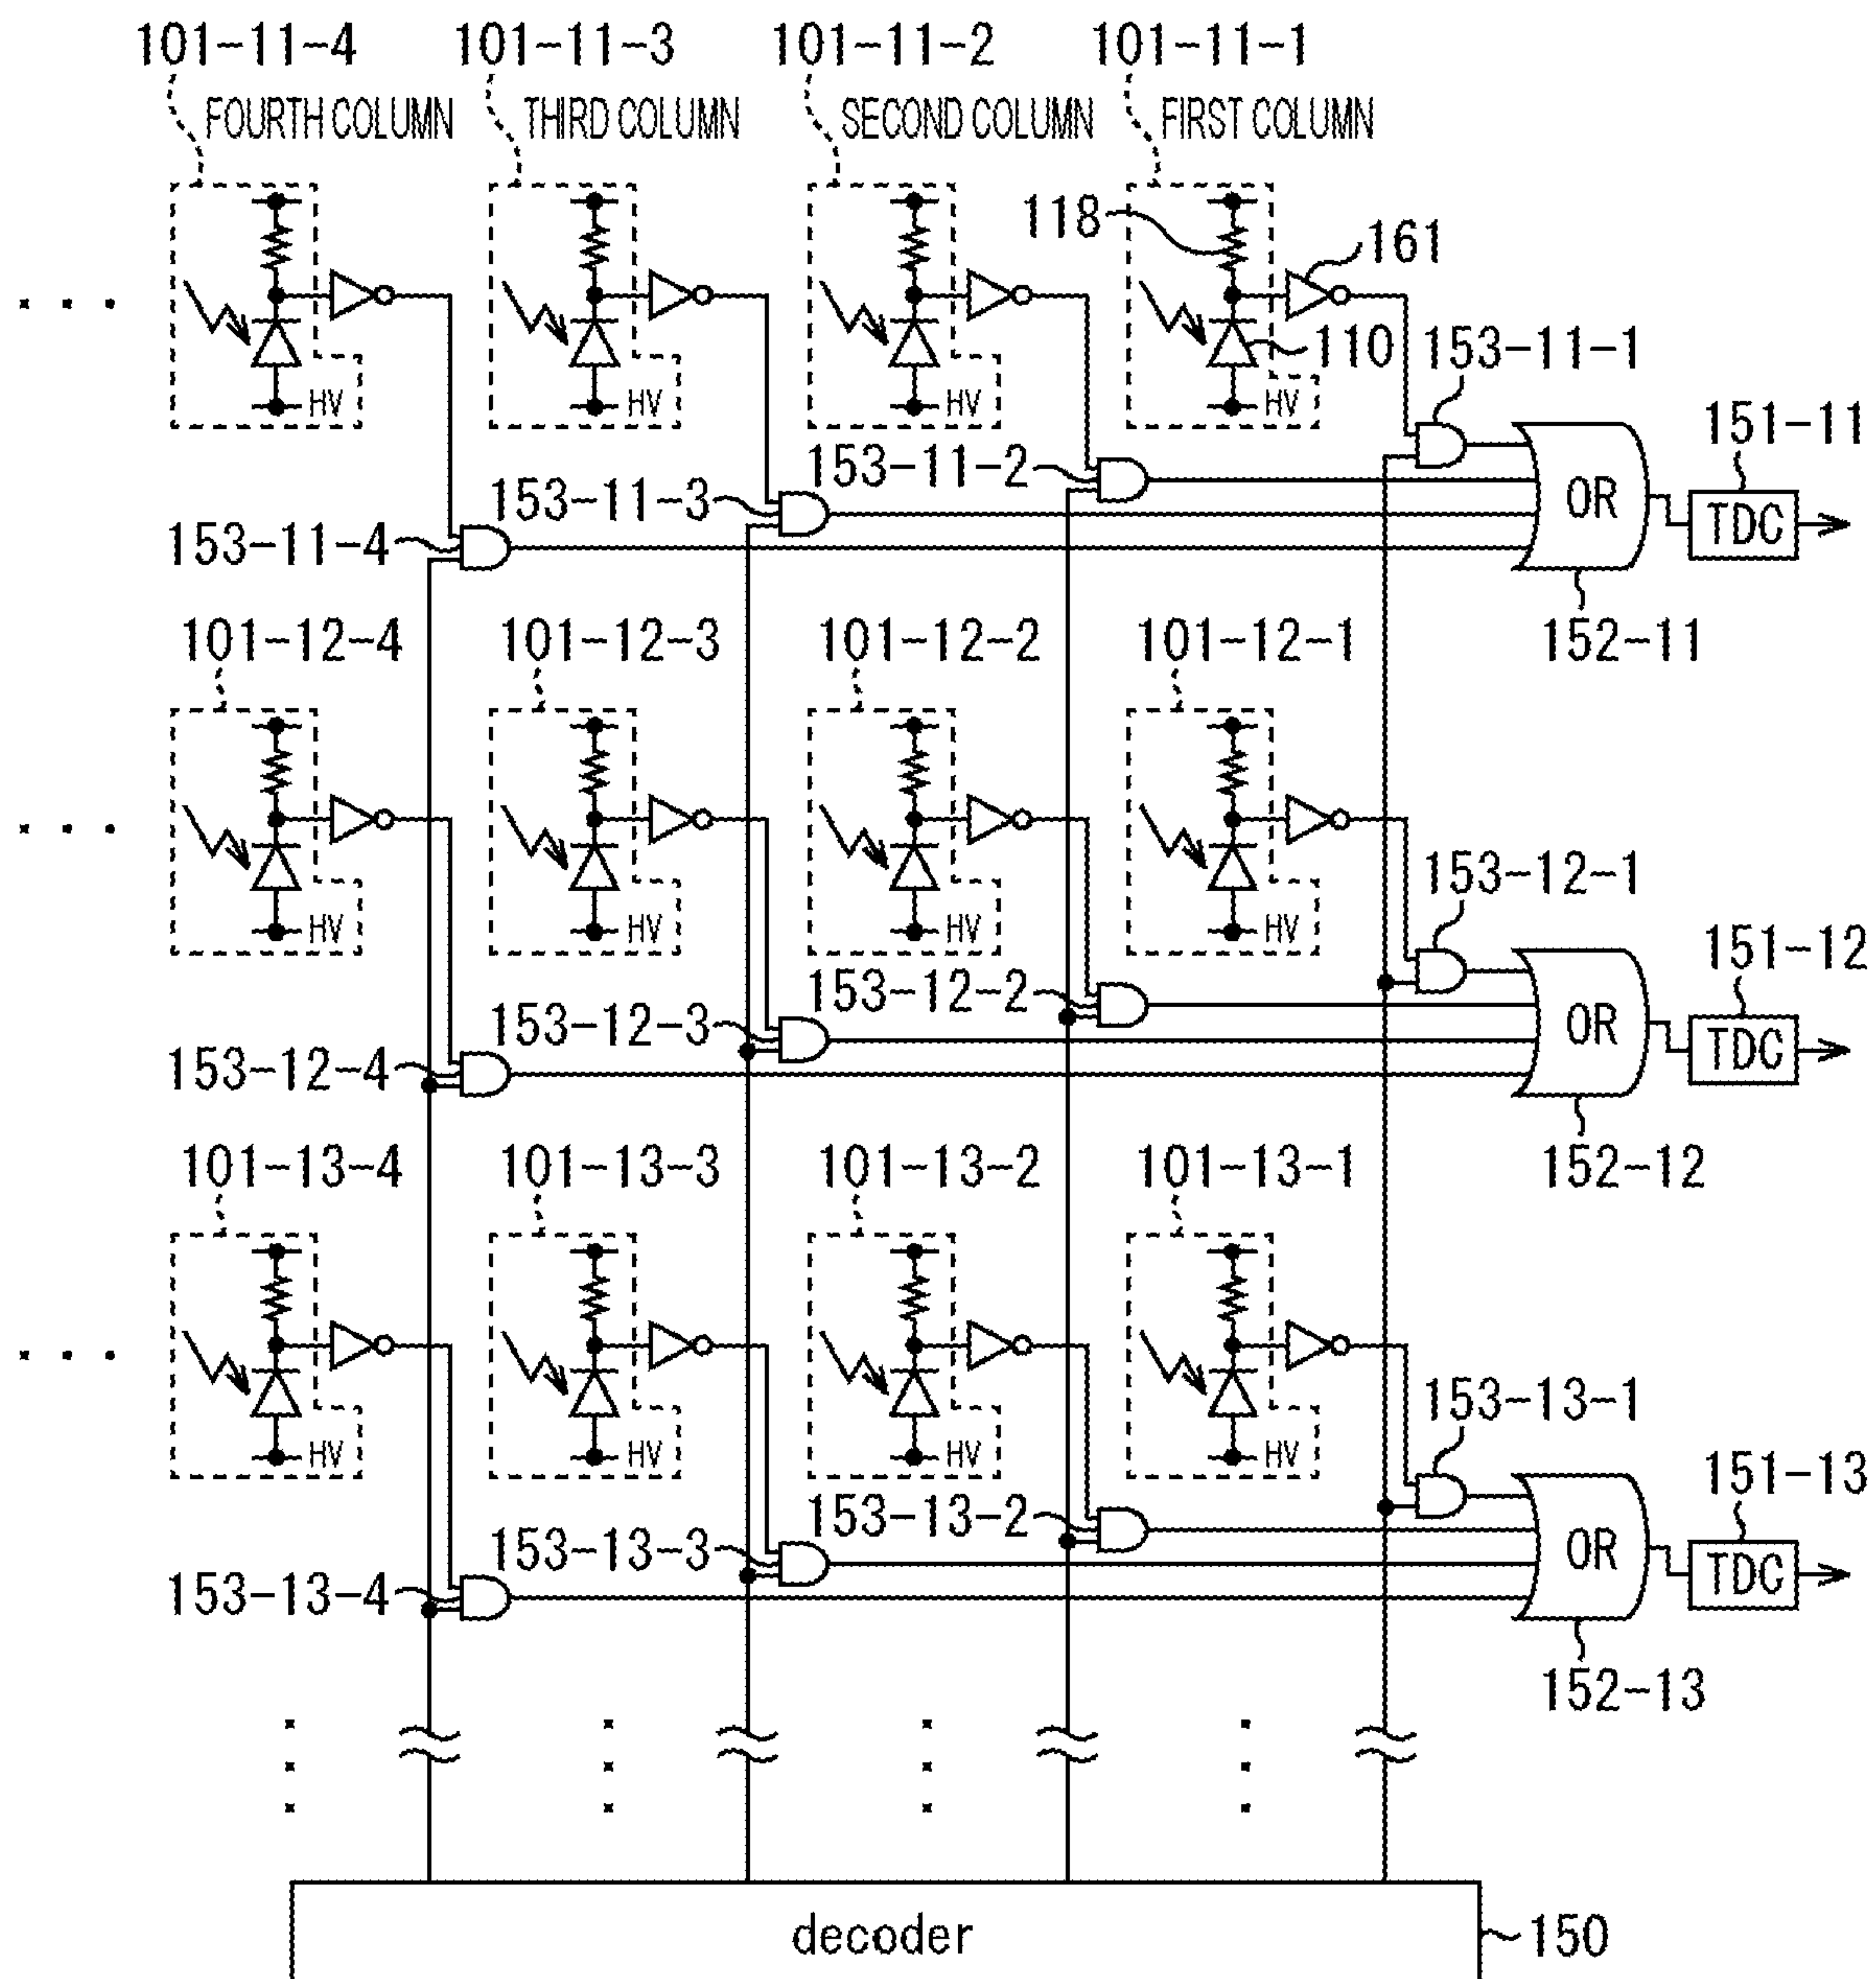 101-11-4 101-11-3 101-11-2 101-11-1
FOURTH COLUMN THIRD COLUMN SECOND COLUMN FIRST COLUMN
118 161
110 153-11-1
HV HV HV HV
151-11
153-11-2
153-11-3 OR TDC
153-11-4
152-11
101-12-4 101-12-3 101-12-2 101-12-1
153-12-1
HV HV HV HV
151-12
153-12-2
153-12-3 OR TDC
153-12-4
152-12
101-13-4 101-13-3 101-13-2 101-13-1
153-13-1
HV HV HV HV
151-13
153-13-2
153-13-3 OR TDC
153-13-4
152-13
decoder 150